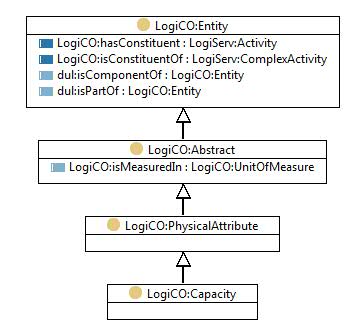 LogiCO:Entity
LogiCO:hasConstituent : LogiServ:Activity
LogiCO:isConstituentOf : LogiServ:ComplexActivity
dul:isComponentOf : LogiCO:Entity
dul:isPartOf : LogiCO:Entity
LogiCO:Abstract
LogiCO:isMeasuredIn : LogiCO:UnitOfMeasure
LogiCO:PhysicalAttribute
LogiCO:Capacity